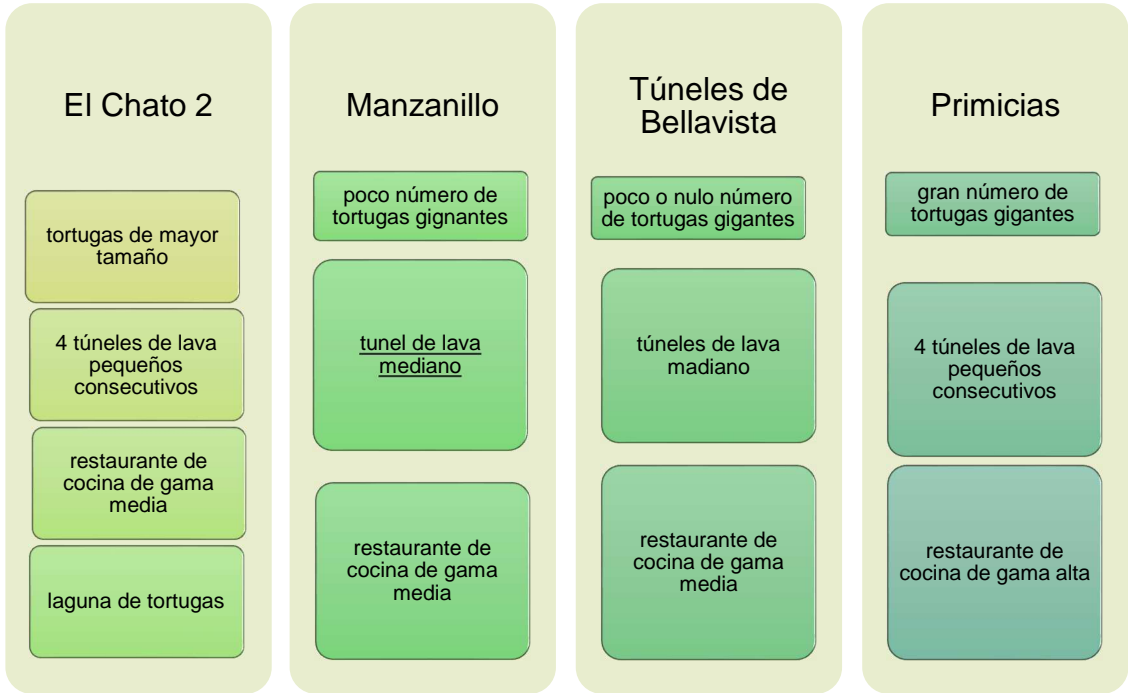 El Chato 2
tortugas de mayor
tamaño
4 túneles de lava
pequeños
consecutivos
restaurante de
cocina de gama
media
laguna de tortugas
Manzanillo
poco número de
tortugas gignantes
tunel de lava
mediano
restaurante de
cocina de gama
media
Túneles de
Bellavista
poco o nulo número
de tortugas gigantes
túneles de lava
madiano
restaurante de
cocina de gama
media
Primicias
gran número de
tortugas gigantes
4 túneles de lava
pequeños
consecutivos
restaurante de
cocina de gama alta